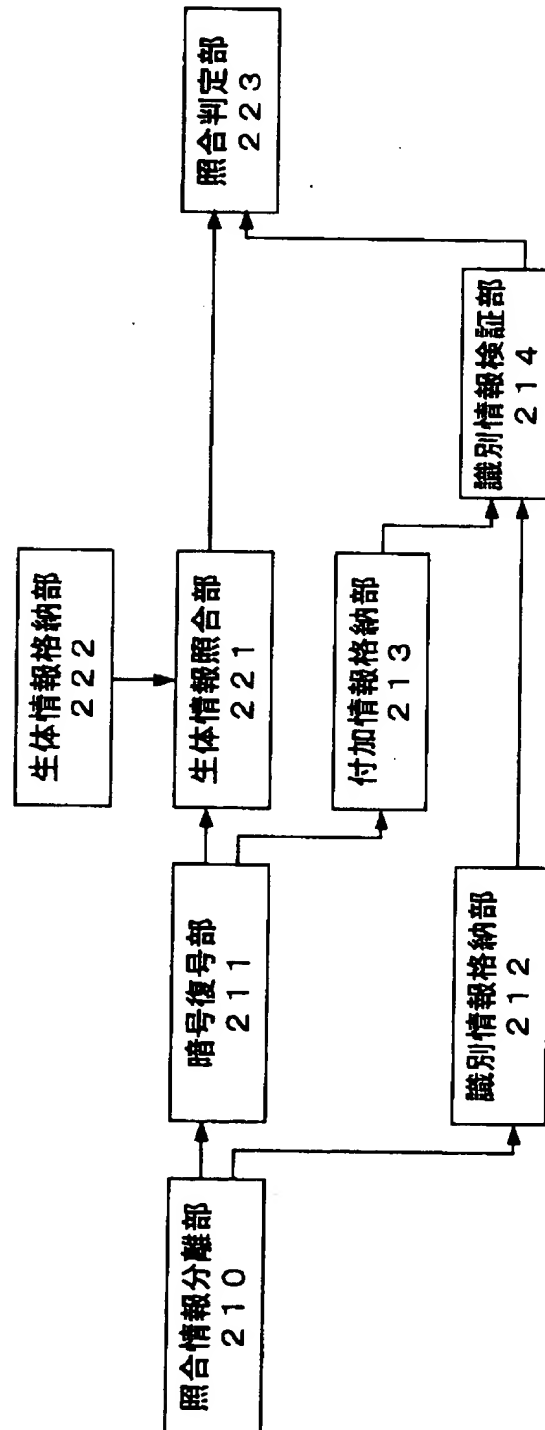 照合情報分離部
210
暗号復号部
211
生体情報格納部
222
生体情報照合部
221
照合判定部
223
識別情報格納部
212
付加情報格納部
213
識別情報検証部
214